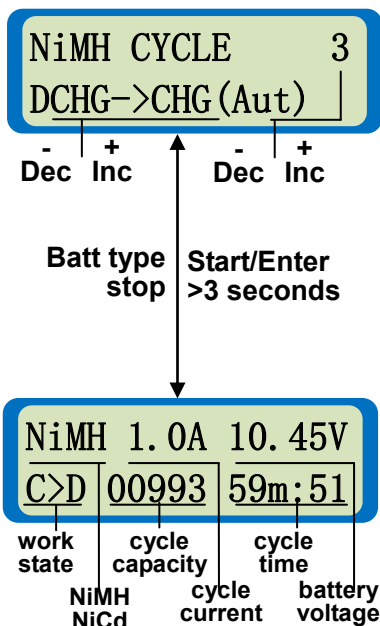 NiMH CYCLE 3
DCHG->CHG(Aut)
- + - +
Dec Inc Dec Inc
Batt type Start/Enter
stop >3 seconds
NiMH 1.0A 10.45V
C>D 00993 59m:51
work cycle cycle
state capacity time
NiMH cycle battery
NiCd current voltage